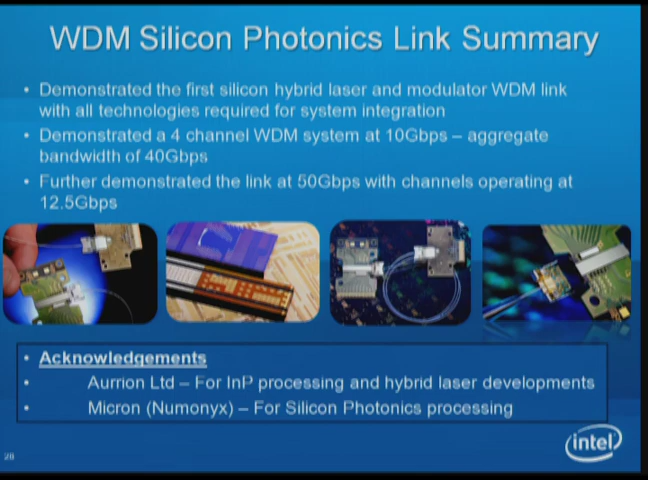 WDM Silicon Photonics Link Summary
• Demonstrated the first silicon hybrid laser and modulator WDM link
with all technologies required for system integration
• Demonstrated a 4 channel WDM system at 10Gbps – aggregate
bandwidth of 40Gbps
• Further demonstrated the link at 50Gbps with channels operating at
12.5Gbps
• Acknowledgements
• Aurrion Ltd – For InP processing and hybrid laser developments
• Micron (Numonyx) – For Silicon Photonics processing
28
intel